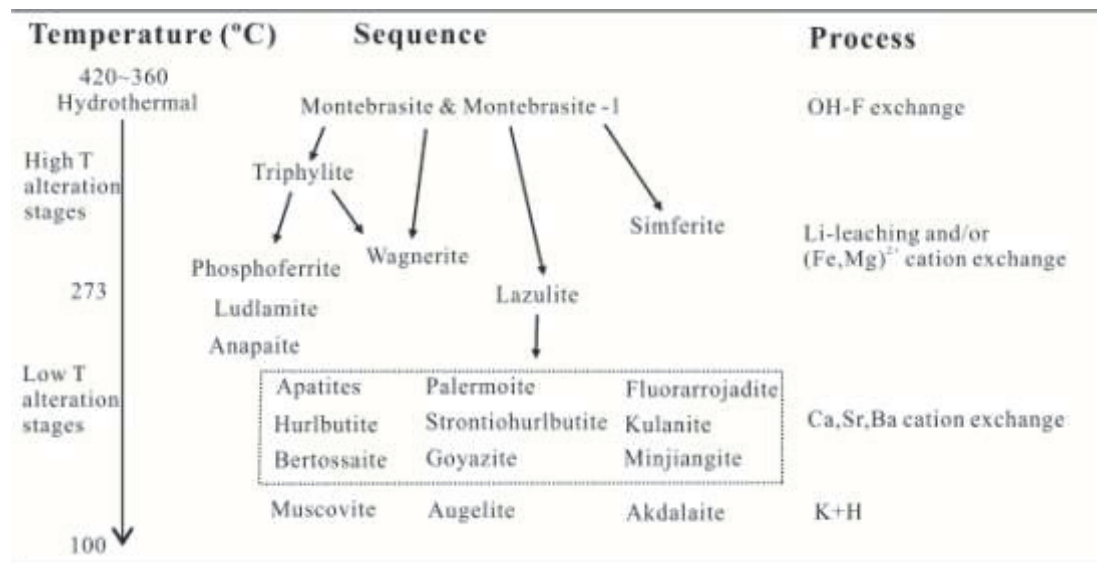 Temperature (°C) Sequence Process
420~360
Hydrothermal
Montebrasite & Montebrasite -1
OH-F exchange
High T
alteration
stages
Triphylite
Simferite
Wagnerite
Li-leaching and/or
(Fe,Mg)²⁺ cation exchange
Phosphoferrite
273
Lazulite
Ludlamite
Anapaite
Low T
alteration
stages
Apatites Palermoite Fluorarrojadite
Hurlbutite Strontiohurlbutite Kulanite
Ca,Sr,Ba cation exchange
Bertossaite Goyazite Minjiangite
Muscovite Augelite Akdalaite K+H
100